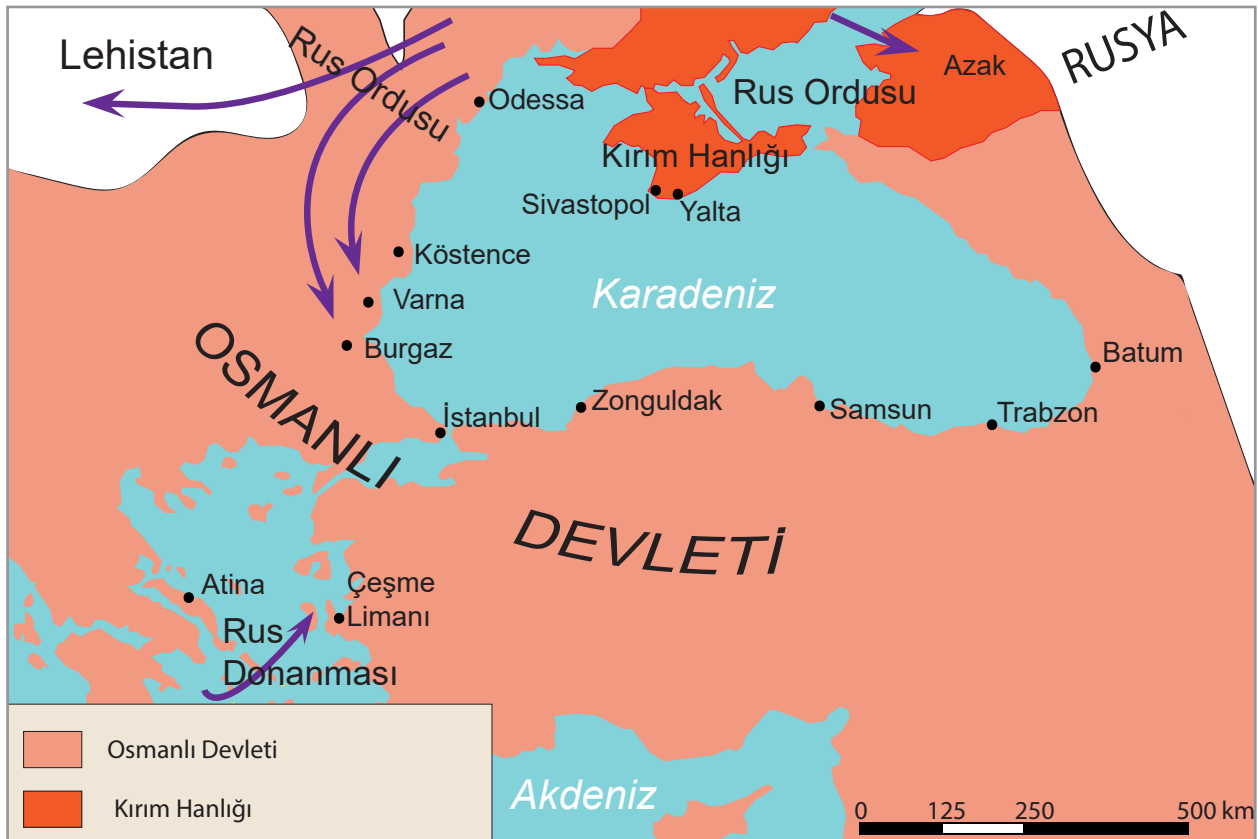 Lehistan
Rus Ordusu
RUSYA
Azak
Rus Ordusu
Odessa
Kırım Hanlığı
Sivastopol
Yalta
Köstence
Karadeniz
Varna
Burgaz
Batum
OSMANLI
İstanbul
Zonguldak
Samsun
Trabzon
DEVLETİ
Atina
Çeşme
Limanı
Rus
Donanması
Osmanlı Devleti
Kırım Hanlığı
Akdeniz
0 125 250 500 km